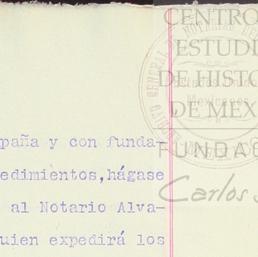 CENTRO
ESTUDI
DE HISTO
DE MEX
FUNDAC
Carlos S
paña y con funda-
edimientos, hágase
al Notario Alva-
uien expedirá los